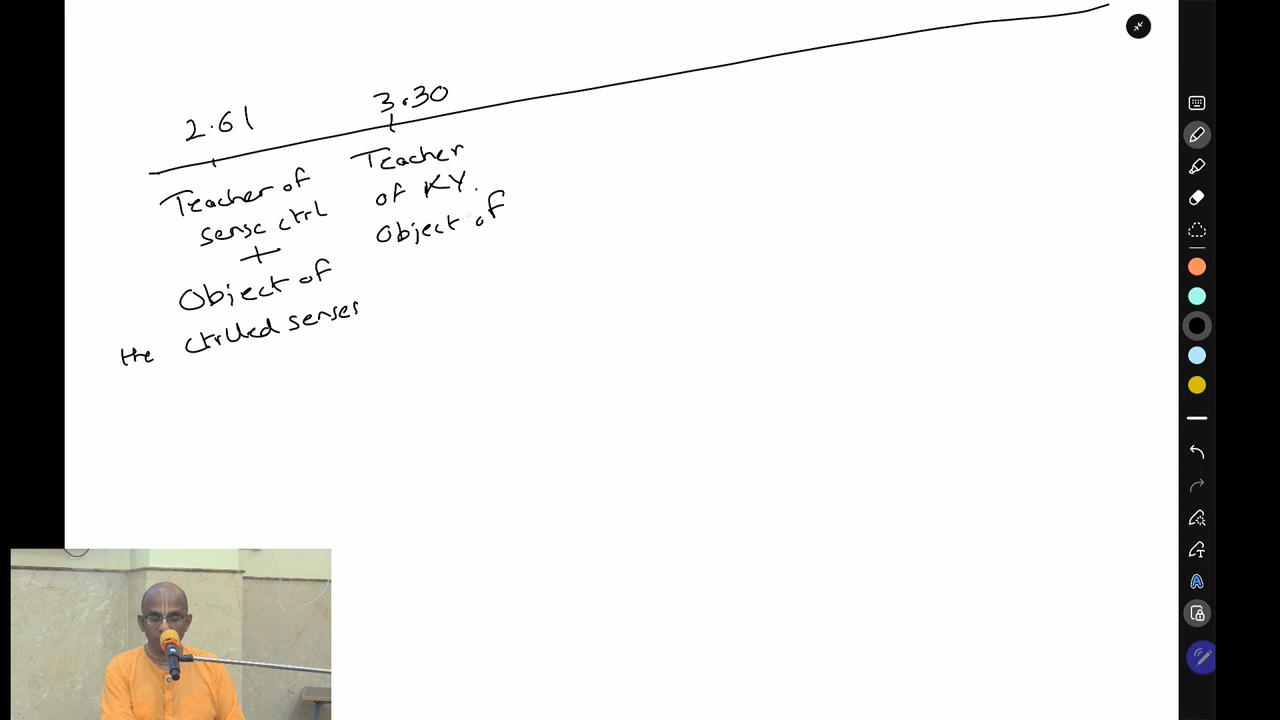 2.61
Teacher of
sense ctrl
+
Object of
the ctrlled senses
3.30
Teacher
of KY.
Object of